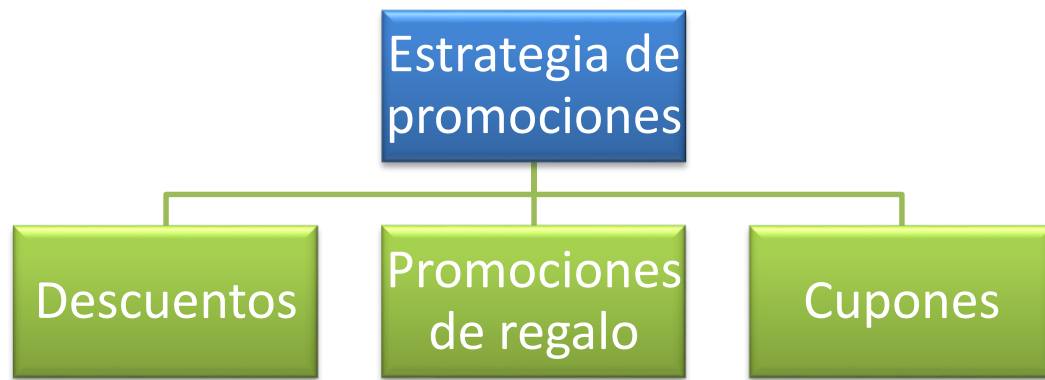 Estrategia de
promociones
Descuentos
Promociones
de regalo
Cupones